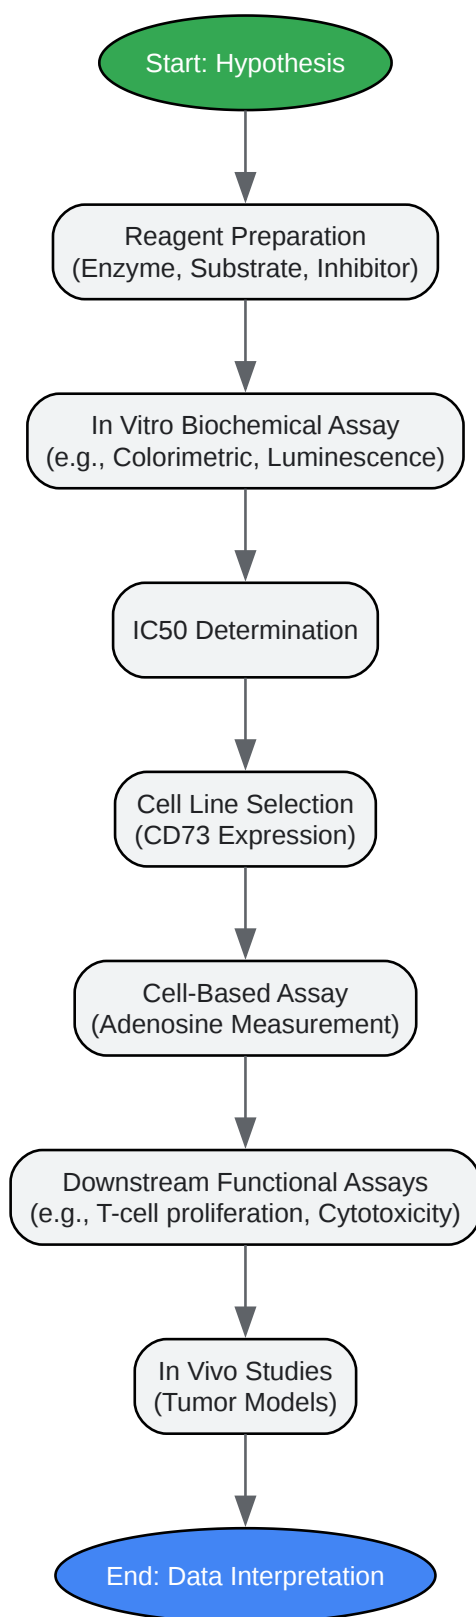 Start: Hypothesis
Reagent Preparation
(Enzyme, Substrate, Inhibitor)
In Vitro Biochemical Assay
(e.g., Colorimetric, Luminescence)
IC50 Determination
Cell Line Selection
(CD73 Expression)
Cell-Based Assay
(Adenosine Measurement)
Downstream Functional Assays
(e.g., T-cell proliferation, Cytotoxicity)
In Vivo Studies
(Tumor Models)
End: Data Interpretation